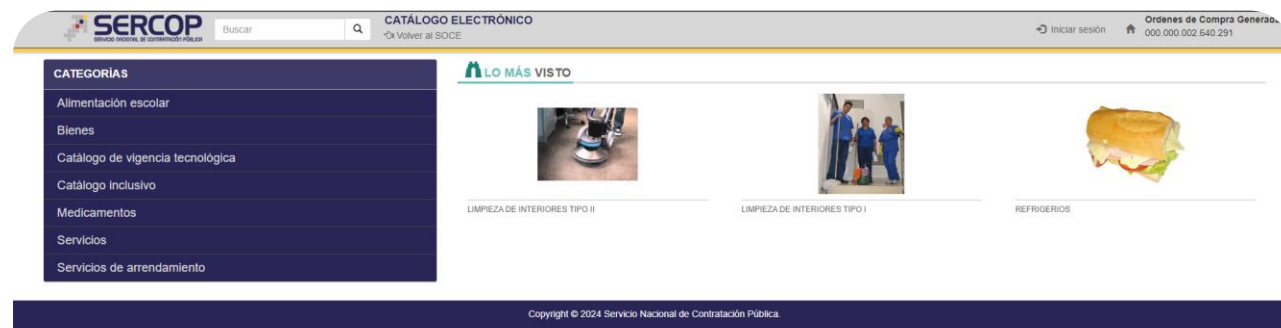 SERCOP
SERVICIO NACIONAL DE CONTRATACIÓN PÚBLICA
Buscar
CATÁLOGO ELECTRÓNICO
Volver al SOCE
Iniciar sesión
Ordenes de Compra Generad
000.000.002.640.291
CATEGORÍAS
Alimentación escolar
Bienes
Catálogo de vigencia tecnológica
Catálogo inclusivo
Medicamentos
Servicios
Servicios de arrendamiento
LO MÁS VISTO
LIMPIEZA DE INTERIORES TIPO II
LIMPIEZA DE INTERIORES TIPO I
REFRIGERIOS
Copyright © 2024 Servicio Nacional de Contratación Pública.